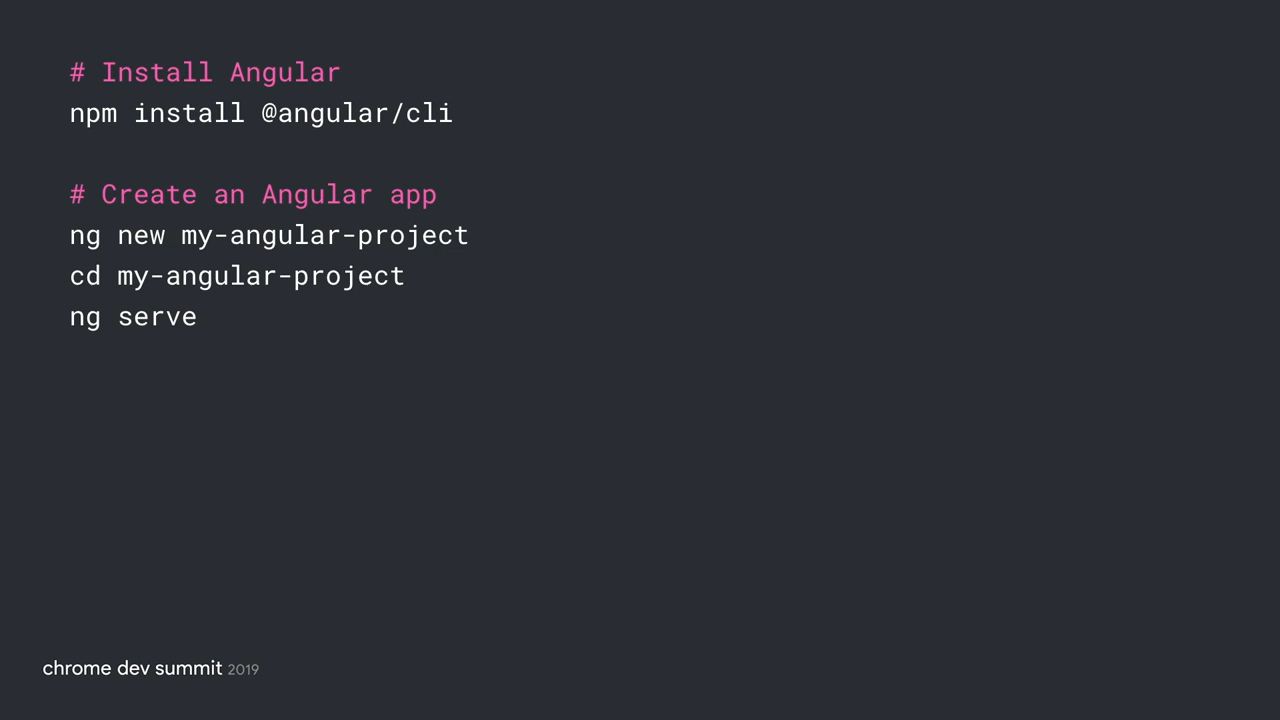 # Install Angular
npm install @angular/cli
# Create an Angular app
ng new my-angular-project
cd my-angular-project
ng serve
chrome dev summit 2019